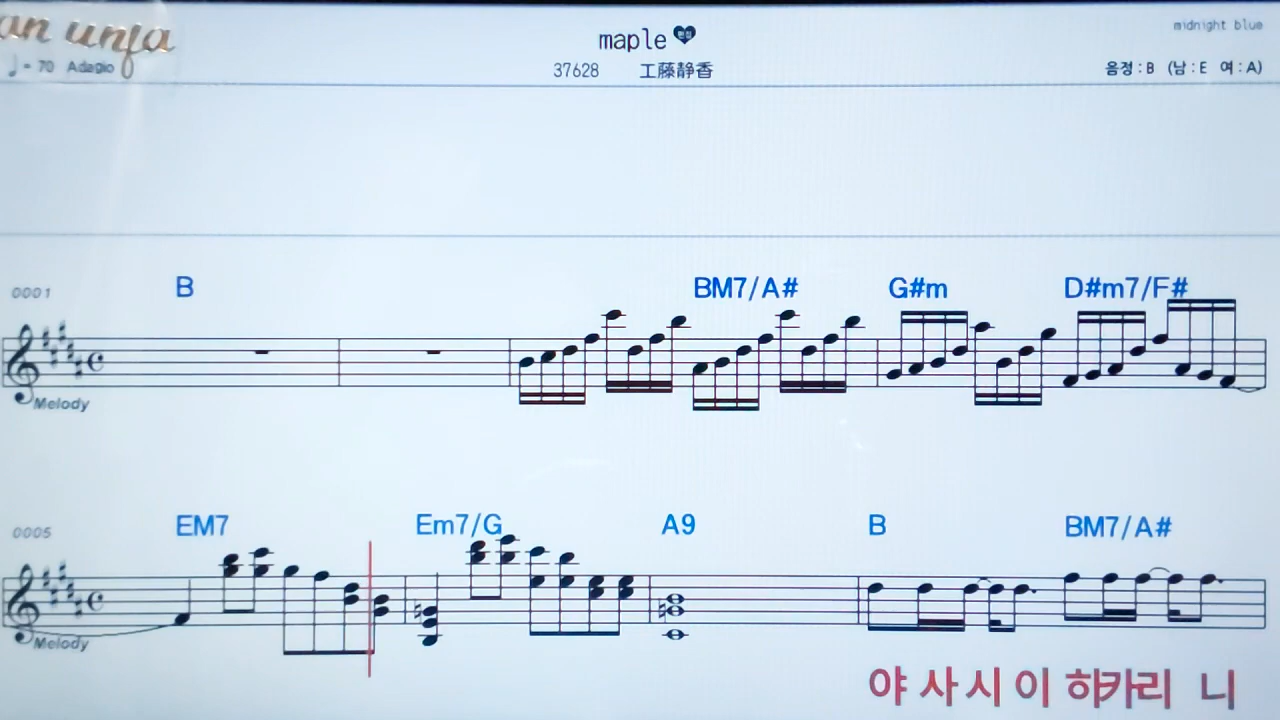 an unfa
midnight blue
maple
♩= 70 Adagio
37628 工藤静香
음정:B (남:E 여:A)
0001
B BM7/A# G#m D#m7/F#
Melody
0005
EM7 Em7/G A9 B BM7/A#
Melody
야 사 시 이 히카리 니